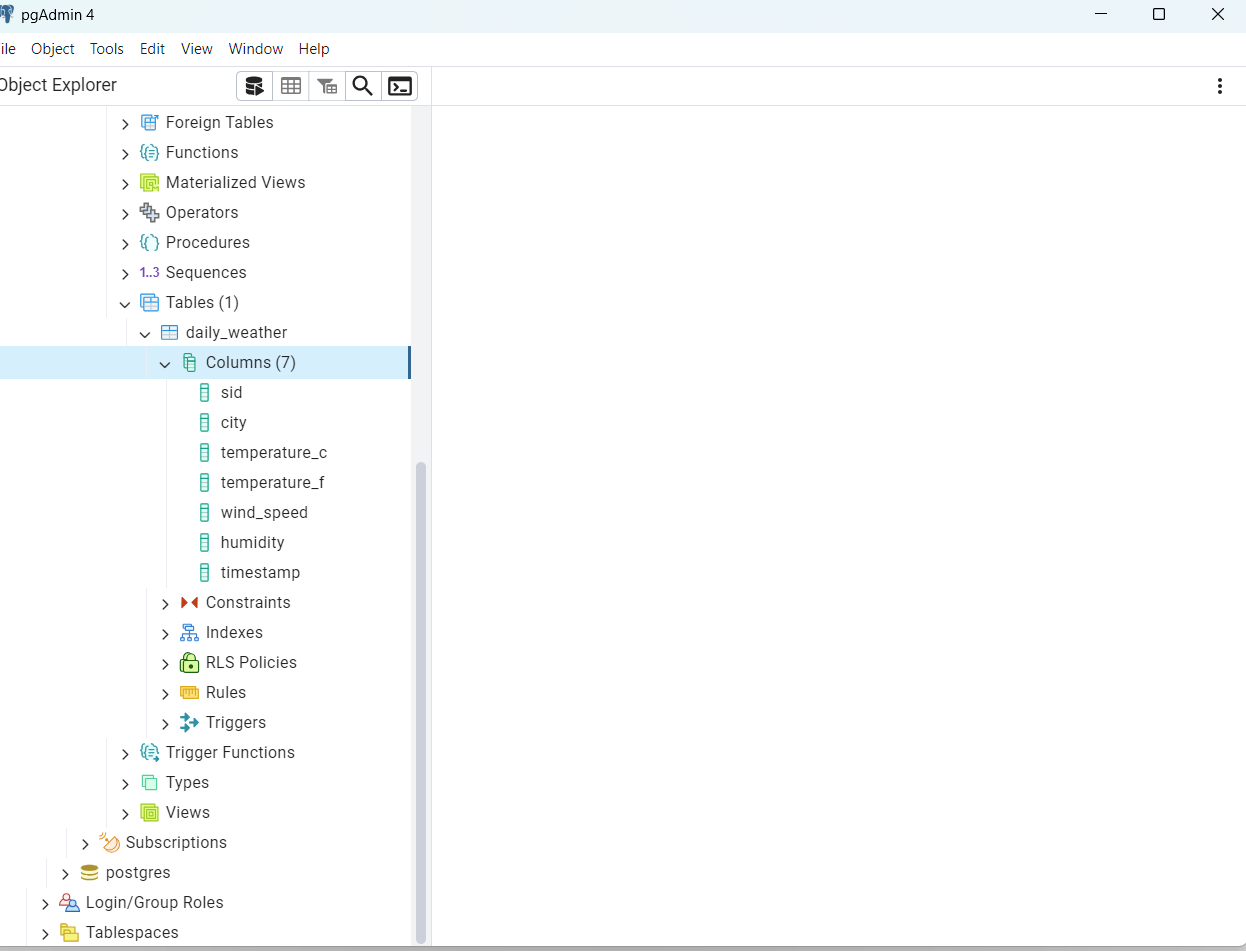 pgAdmin 4
ile Object Tools Edit View Window Help
Object Explorer
Foreign Tables
Functions
Materialized Views
Operators
Procedures
1..3 Sequences
Tables (1)
daily_weather
Columns (7)
sid
city
temperature_c
temperature_f
wind_speed
humidity
timestamp
Constraints
Indexes
RLS Policies
Rules
Triggers
Trigger Functions
Types
Views
Subscriptions
postgres
Login/Group Roles
Tablespaces